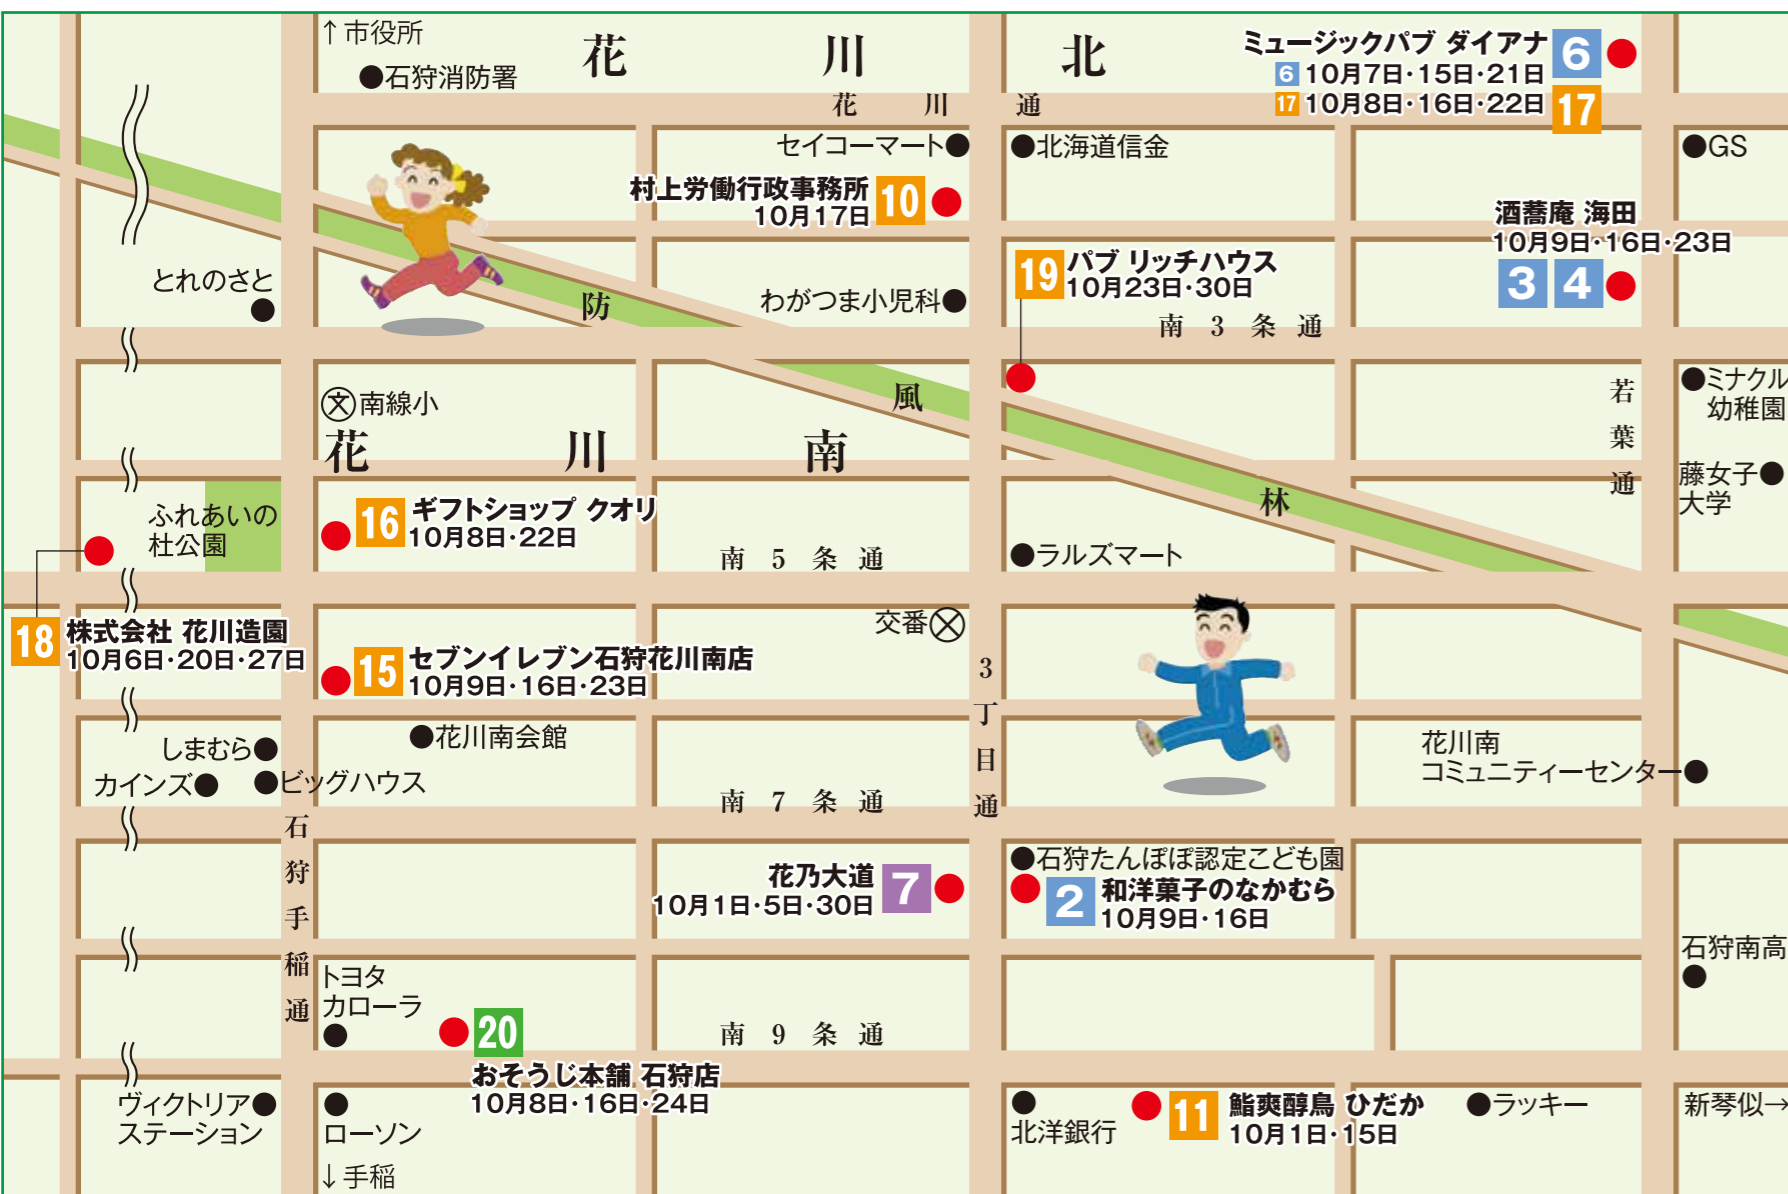 ↑市役所
●石狩消防署
花川北
花川通
ミュージックパブ ダイアナ
6 10月7日・15日・21日
17 10月8日・16日・22日
6
17
セイコーマート●
●北海道信金
●GS
村上労働行政事務所
10月17日
10
酒蕎庵 海田
10月9日・16日・23日
3 4
19
パブ リッチハウス
10月23日・30日
とれのさと
わがつま小児科●
南3条通
防風林
文南線小
花川南
若葉通
●ミナクル
幼稚園
藤女子●
大学
ふれあいの
杜公園
16
ギフトショップ クオリ
10月8日・22日
南5条通
●ラルズマート
交番
18
株式会社 花川造園
10月6日・20日・27日
15
セブンイレブン石狩花川南店
10月9日・16日・23日
3丁目通
●花川南会館
しまむら●
カインズ●
●ビッグハウス
南7条通
花川南
コミュニティーセンター●
石狩手稲通
花乃大道
10月1日・5日・30日
7
●石狩たんぽぽ認定こども園
2
和洋菓子のなかむら
10月9日・16日
石狩南高
トヨタ
カローラ
20
おそうじ本舗 石狩店
10月8日・16日・24日
南9条通
ヴィクトリア●
ステーション
ローソン
↓手稲
北洋銀行
11
鮨爽醇鳥 ひだか
10月1日・15日
●ラッキー
新琴似→